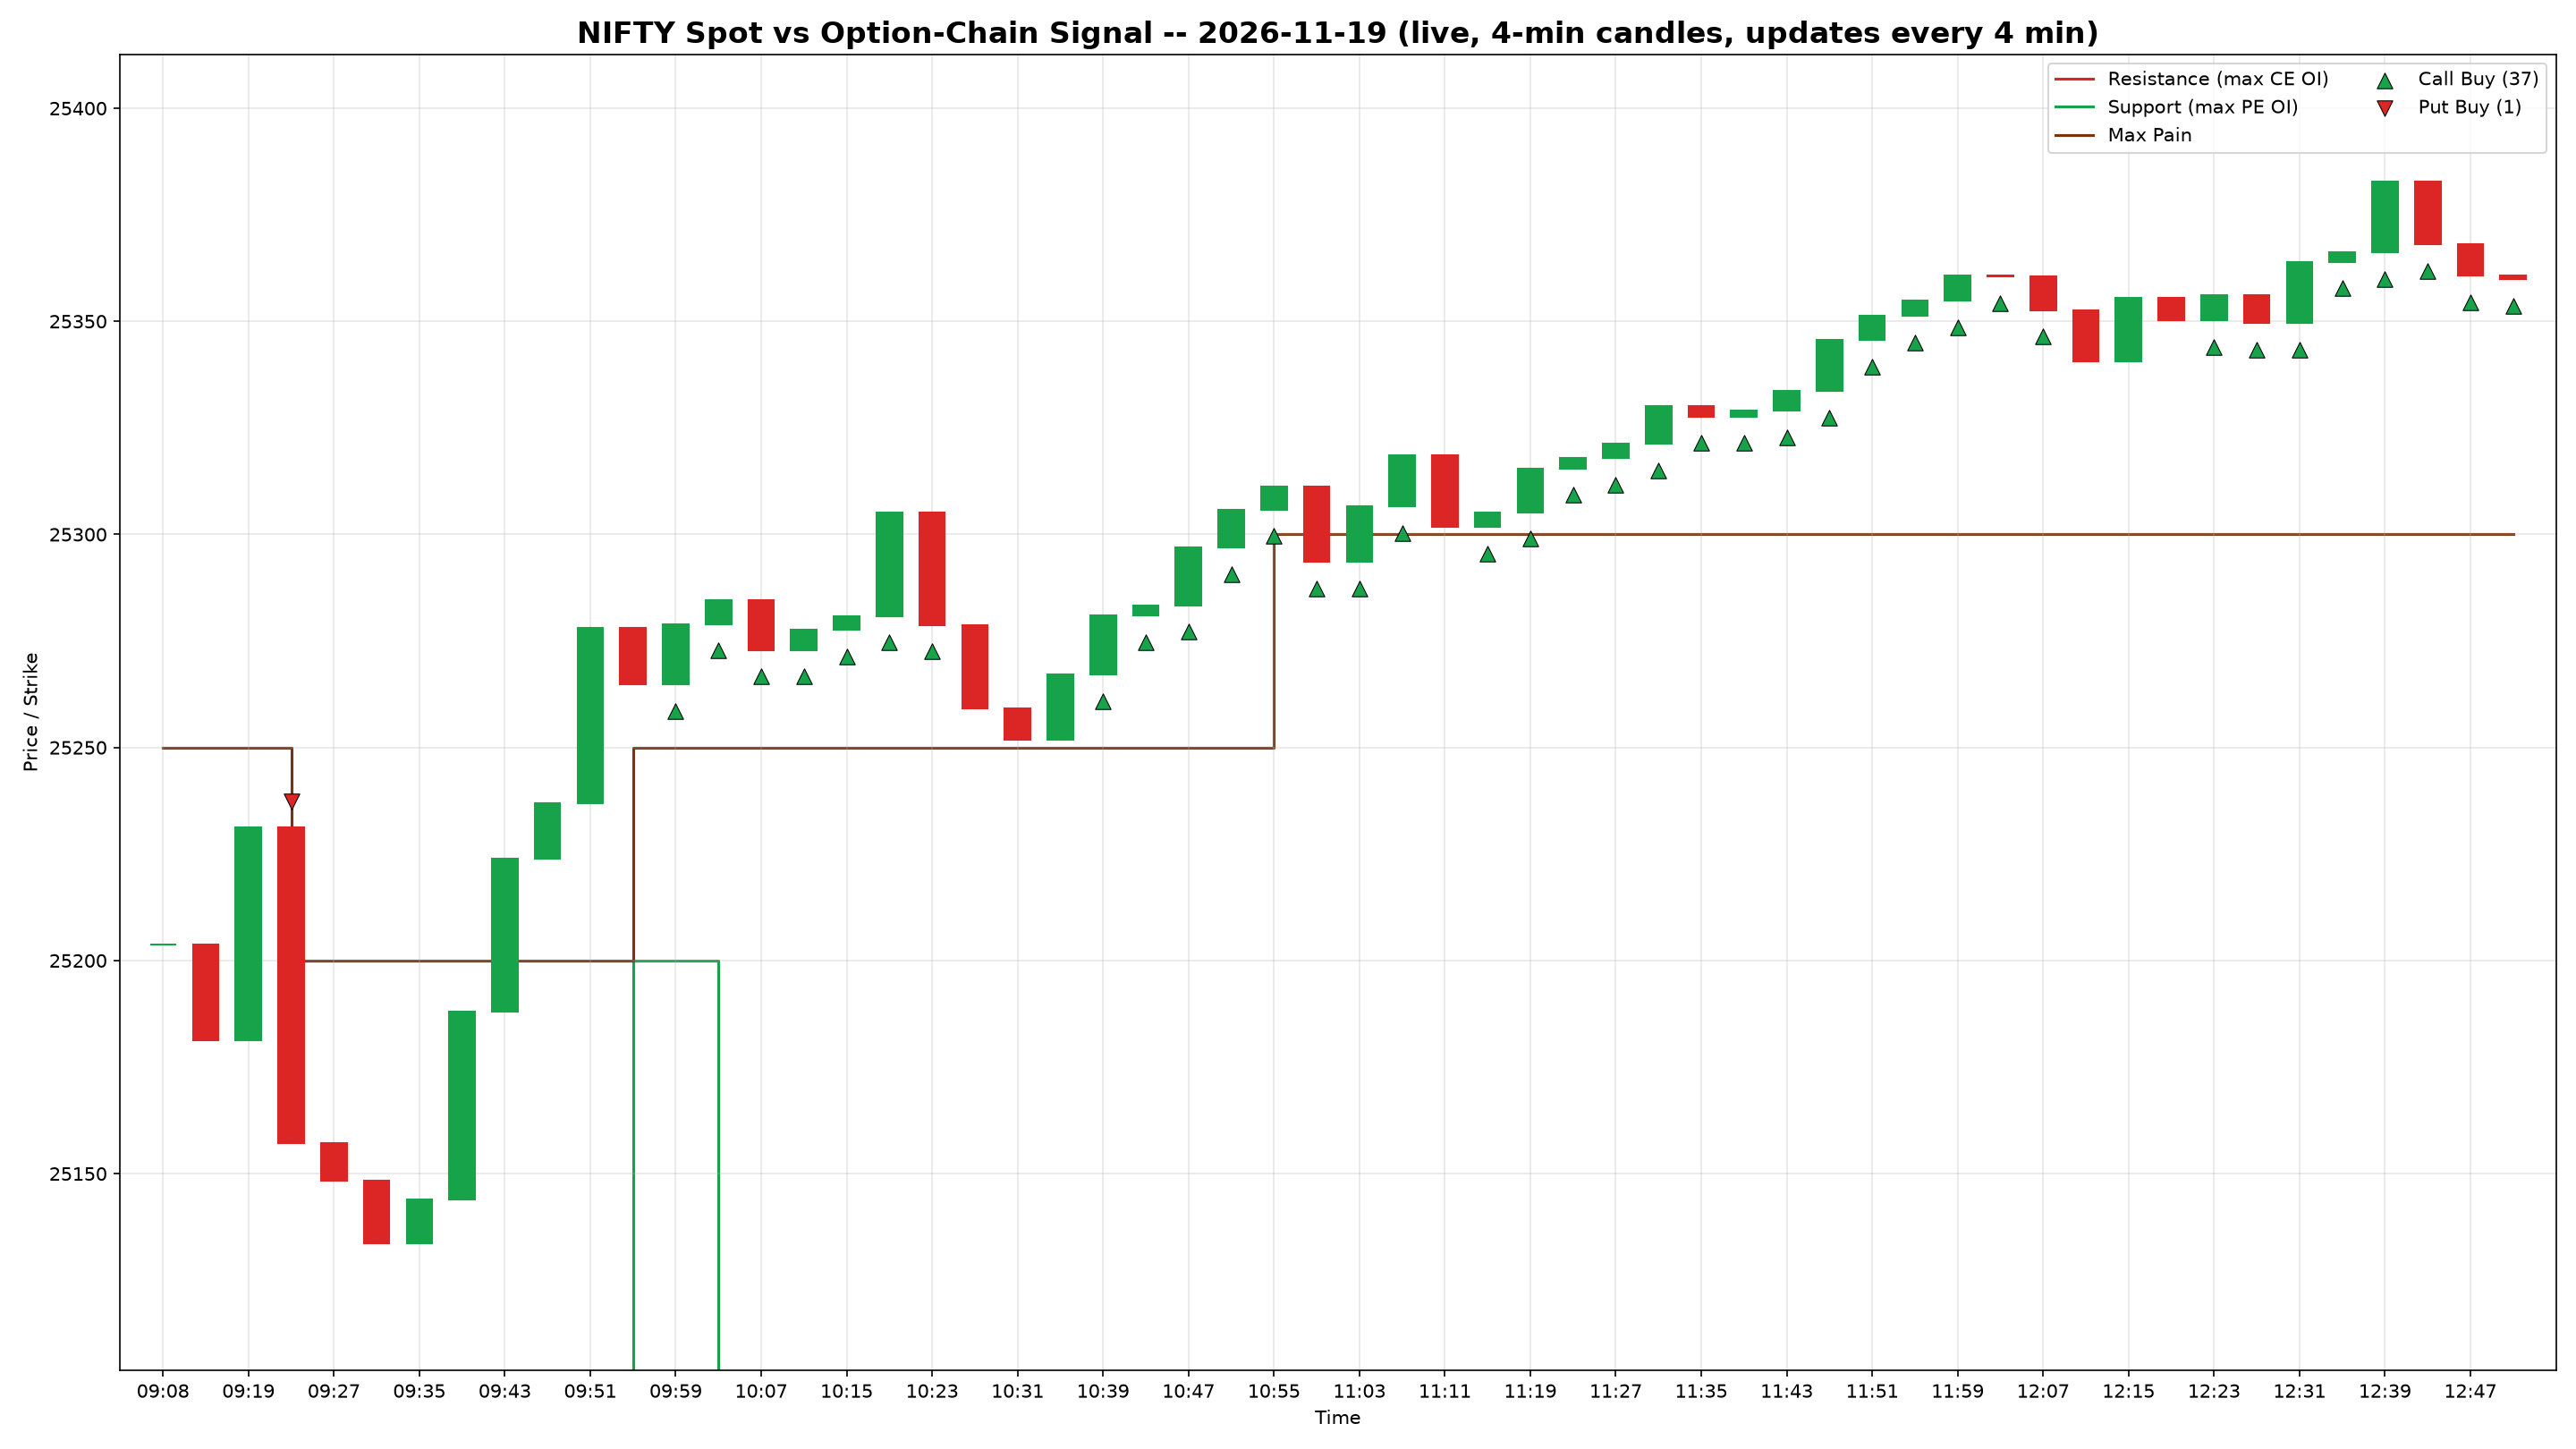 NIFTY Spot vs Option-Chain Signal -- 2026-11-19 (live, 4-min candles, updates every 4 min)
Resistance (max CE OI)
Support (max PE OI)
Max Pain
Call Buy (37)
Put Buy (1)
Price / Strike
25400
25350
25300
25250
25200
25150
09:08 09:19 09:27 09:35 09:43 09:51 09:59 10:07 10:15 10:23 10:31 10:39 10:47 10:55 11:03 11:11 11:19 11:27 11:35 11:43 11:51 11:59 12:07 12:15 12:23 12:31 12:39 12:47
Time